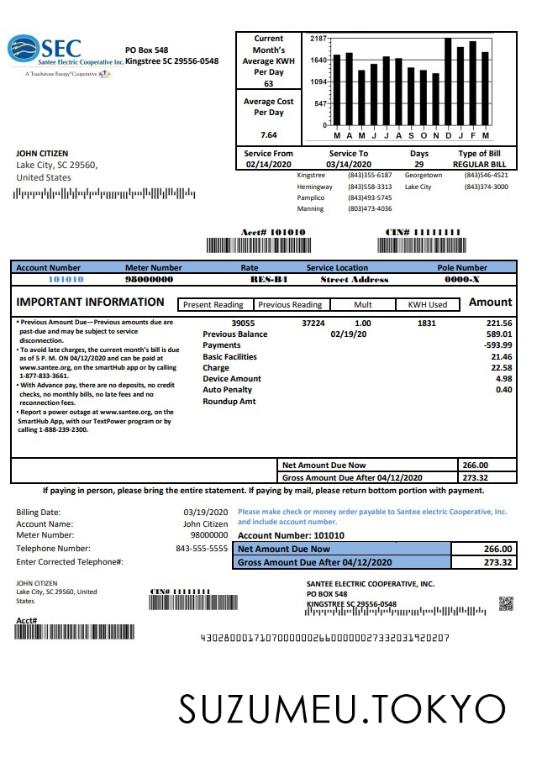 SEC
Santee Electric Cooperative, Inc.
A Touchstone Energy® Cooperative
PO Box 548
Kingstree SC 29556-0548
Current Month's Average KWH Per Day
63
Average Cost Per Day
7.64
2187
1640
1094
547
0
M A M J J A S O N D J F M
Service From Service To Days Type of Bill
02/14/2020 03/14/2020 29 REGULAR BILL
JOHN CITIZEN
Lake City, SC 29560,
United States
Kingstree (843)355-6187 Georgetown (843)546-4521
Hemingway (843)558-3313 Lake City (843)374-3000
Pamplico (843)493-5745
Manning (803)473-4036
Acct# 101010 CIN# 11111111
Account Number Meter Number Rate Service Location Pole Number
101010 98000000 RES-B4 Street Address 0000-X
IMPORTANT INFORMATION Present Reading Previous Reading Mult KWH Used Amount
• Previous Amount Due—Previous amounts due are
past-due and may be subject to service
disconnection.
• To avoid late charges, the current month's bill is due
as of 5 P. M. ON 04/12/2020 and can be paid at
www.santee.org, on the smartHub app or by calling
1-877-833-3661.
• With Advance pay, there are no deposits, no credit
checks, no monthly bills, no late fees and no
reconnection fees.
• Report a power outage at www.santee.org, on the
SmartHub App, with our TextPower program or by
calling 1-888-239-2300.
39055 37224 1.00 1831 221.56
Previous Balance 02/19/20 589.01
Payments -593.99
Basic Facilities 21.46
Charge 22.58
Device Amount 4.98
Auto Penalty 0.40
Roundup Amt
Net Amount Due Now 266.00
Gross Amount Due After 04/12/2020 273.32
If paying in person, please bring the entire statement. If paying by mail, please return bottom portion with payment.
Billing Date: 03/19/2020
Account Name: John Citizen
Meter Number: 98000000
Telephone Number: 843-555-5555
Enter Corrected Telephone#:
Please make check or money order payable to Santee electric Cooperative, Inc.
and include account number.
Account Number: 101010
Net Amount Due Now 266.00
Gross Amount Due After 04/12/2020 273.32
JOHN CITIZEN
Lake City, SC 29560, United
States
CIN# 11111111
Acct#
SANTEE ELECTRIC COOPERATIVE, INC.
PO BOX 548
KINGSTREE SC 29556-0548
SUZUMEU.TOKYO